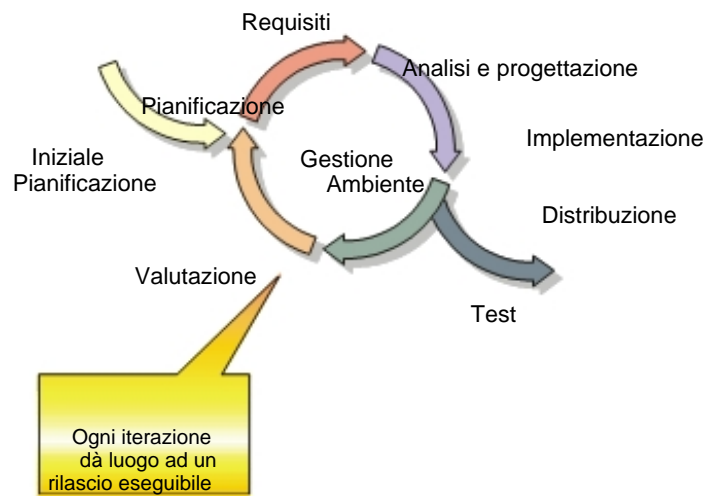 Requisiti
Analisi e progettazione
Pianificazione
Implementazione
Iniziale
Pianificazione
Gestione
Ambiente
Distribuzione
Valutazione
Test
Ogni iterazione
dà luogo ad un
rilascio eseguibile